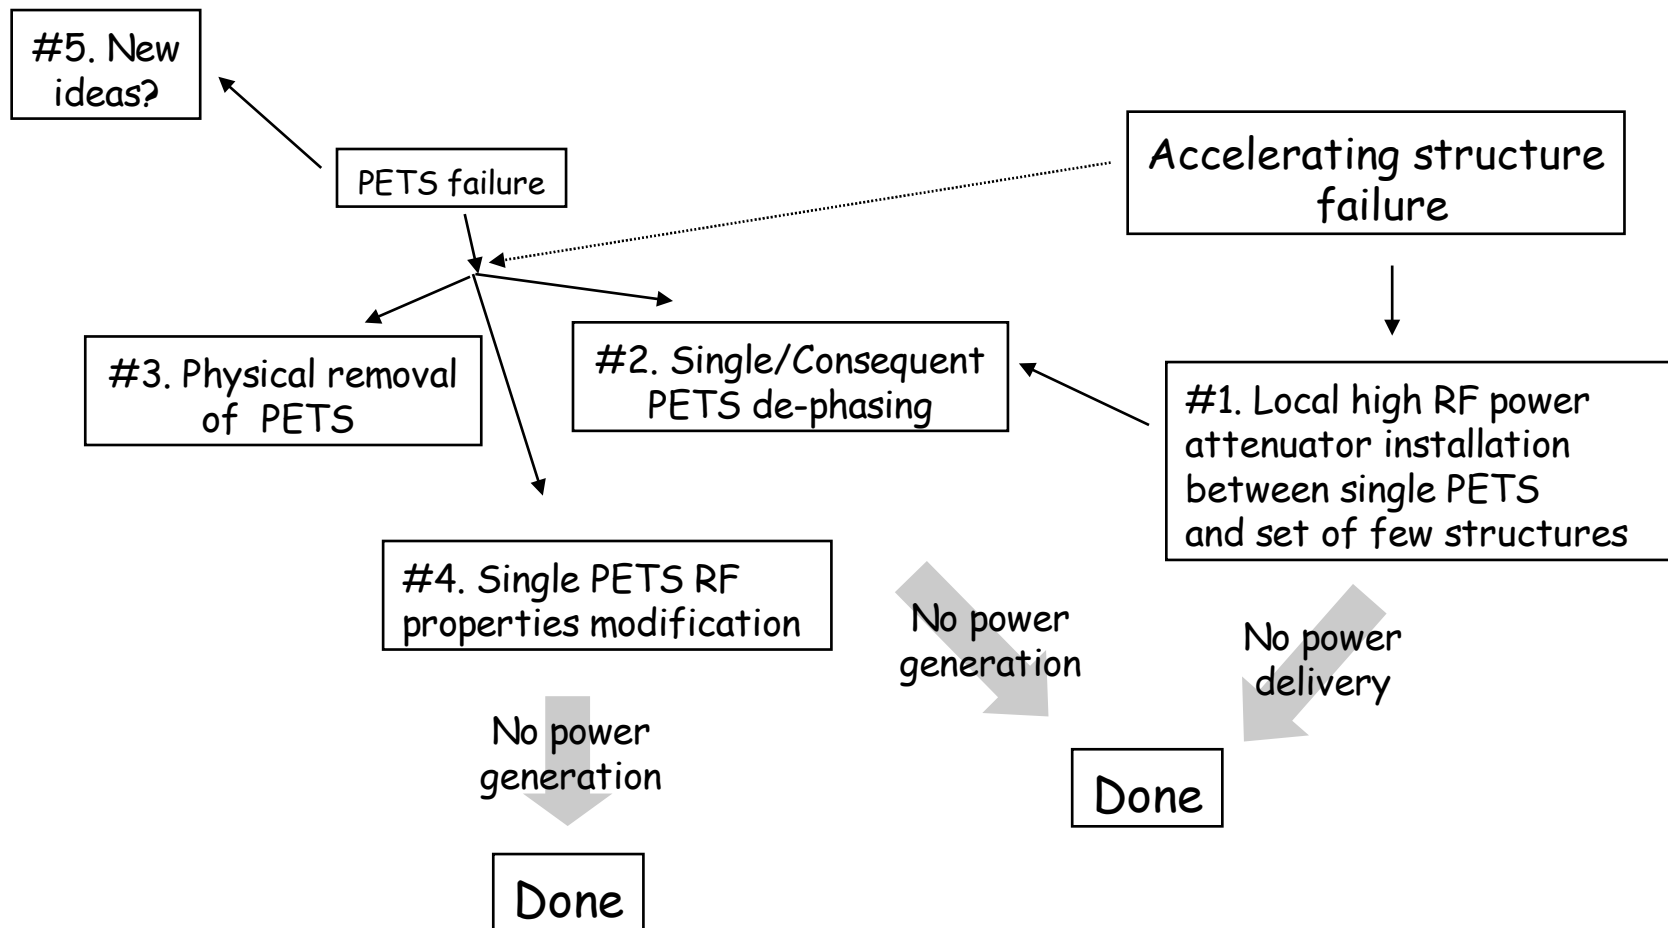 #5. New
ideas?
PETS failure
Accelerating structure
failure
#3. Physical removal
of PETS
#2. Single/Consequent
PETS de-phasing
#1. Local high RF power
attenuator installation
between single PETS
and set of few structures
#4. Single PETS RF
properties modification
No power
generation
No power
delivery
No power
generation
Done
Done